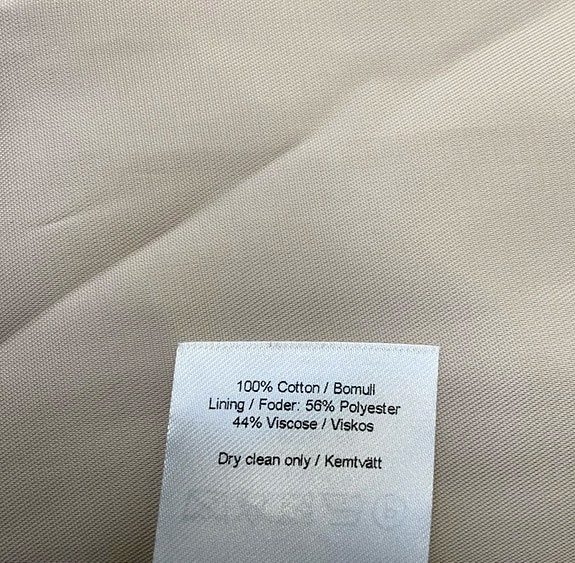 100% Cotton / Bomull
Lining / Foder: 56% Polyester
44% Viscose / Viskos
Dry clean only / Kemtvätt